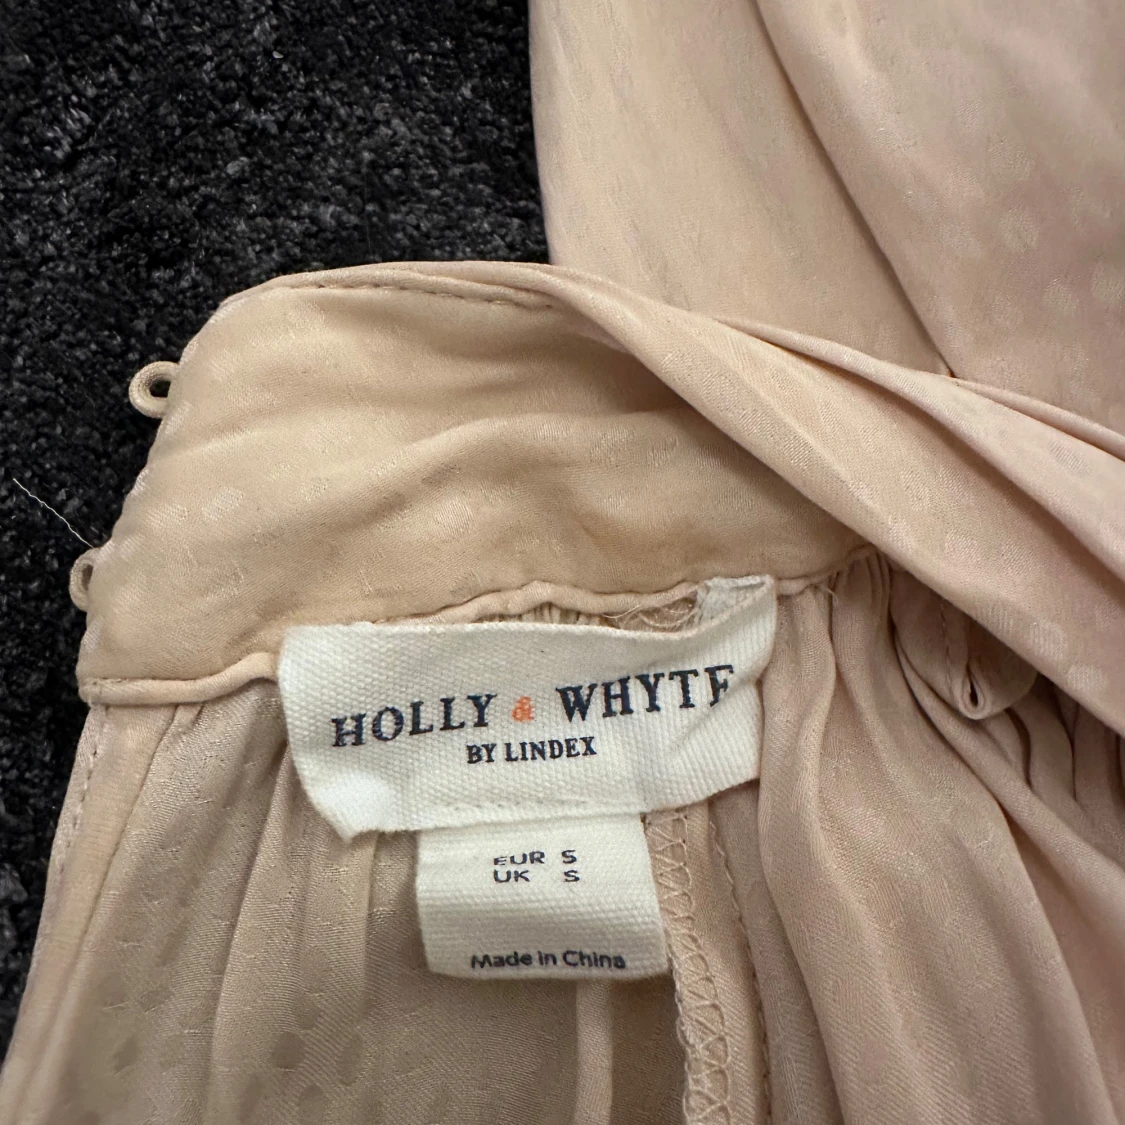 HOLLY & WHYTE
BY LINDEX
EUR S
UK S
Made in China